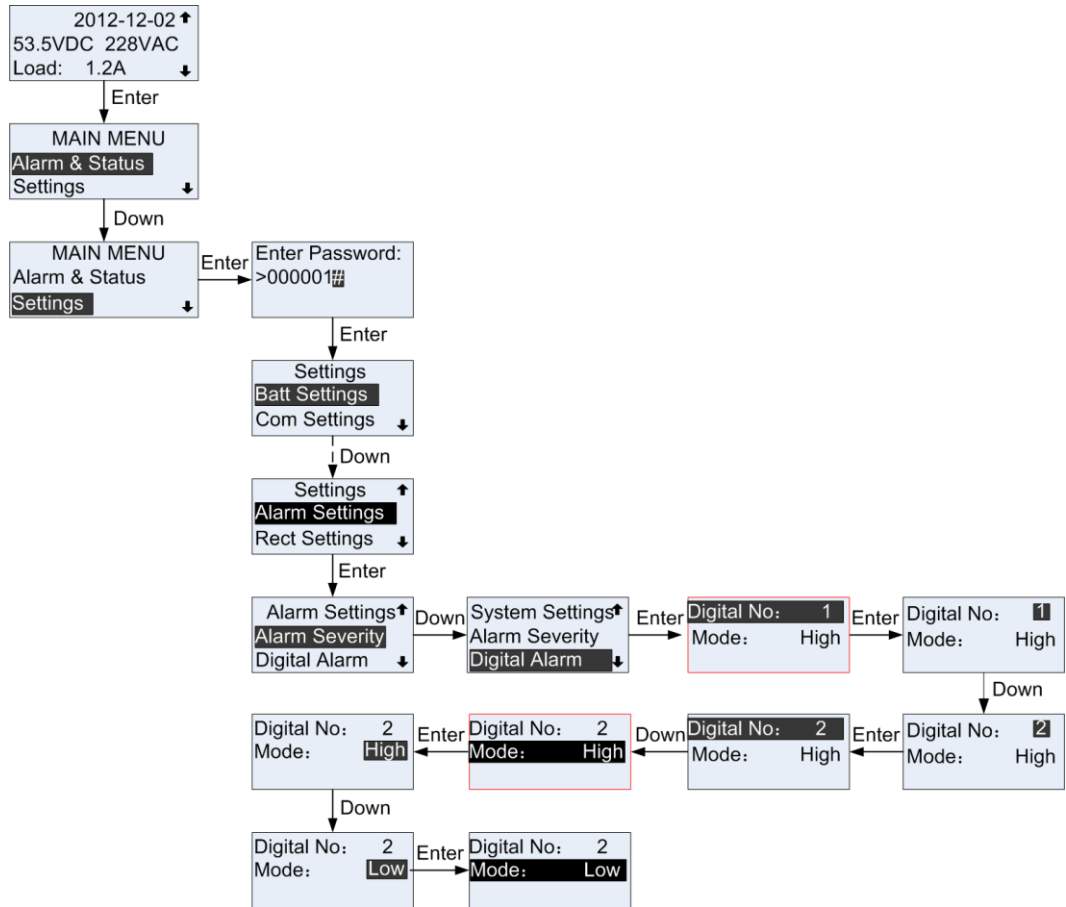 2012-12-02
53.5VDC 228VAC
Load: 1.2A
Enter
MAIN MENU
Alarm & Status
Settings
Down
MAIN MENU
Alarm & Status
Settings
Enter
Enter Password:
>000001#
Enter
Settings
Batt Settings
Com Settings
Down
Settings
Alarm Settings
Rect Settings
Enter
Alarm Settings
Alarm Severity
Digital Alarm
Down
System Settings
Alarm Severity
Digital Alarm
Enter
Digital No: 1
Mode: High
Enter
Digital No: 1
Mode: High
Down
Digital No: 2
Mode: High
Enter
Digital No: 2
Mode: High
Down
Digital No: 2
Mode: High
Enter
Digital No: 2
Mode: High
Down
Digital No: 2
Mode: Low
Enter
Digital No: 2
Mode: Low